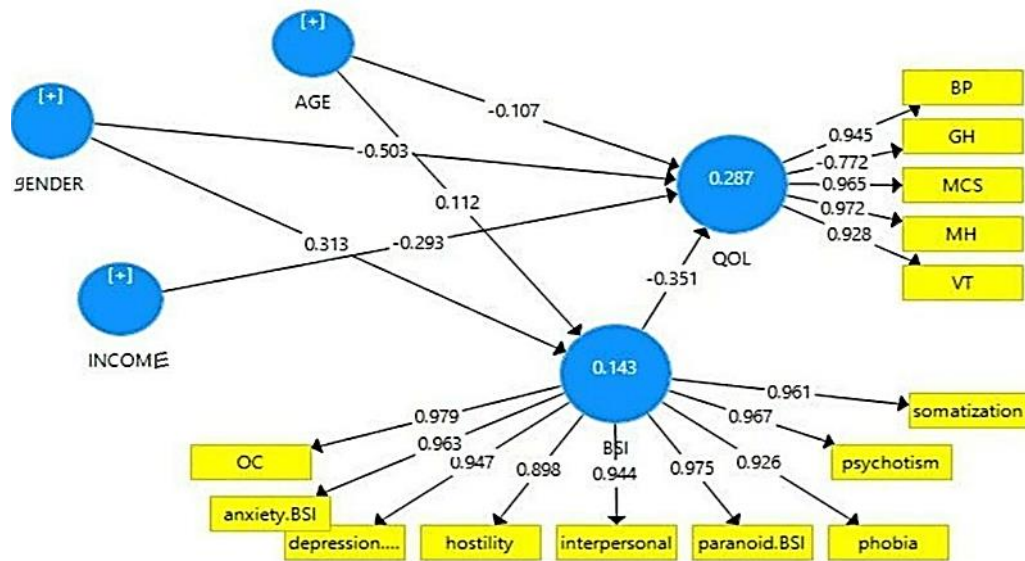 [+]
AGE
[+]
GENDER
[+]
INCOME
-0.107
-0.503
0.112
0.313
-0.293
0.287
QOL
-0.351
0.945
-0.772
0.965
0.972
0.928
BP
GH
MCS
MH
VT
0.143
BSI
0.979
0.963
0.947
0.898
0.944
0.975
0.926
0.967
0.961
OC
anxiety.BSI
depression....
hostility
interpersonal
paranoid.BSI
phobia
psychotism
somatization